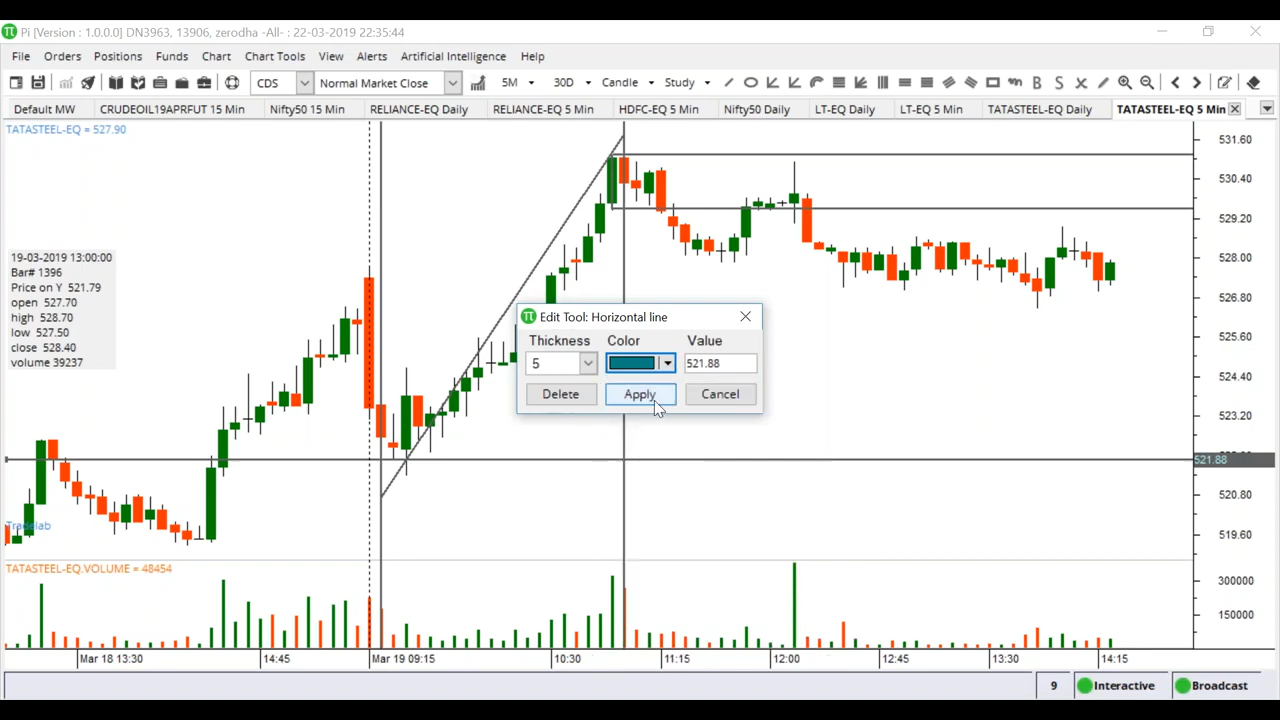 Pi [Version : 1.0.0.0] DN3963, 13906, zerodha -All- : 22-03-2019 22:35:44
File Orders Positions Funds Chart Chart Tools View Alerts Artificial Intelligence Help
CDS Normal Market Close 5M 30D Candle Study
Default MW CRUDEOIL19APRFUT 15 Min Nifty50 15 Min RELIANCE-EQ Daily RELIANCE-EQ 5 Min HDFC-EQ 5 Min Nifty50 Daily LT-EQ Daily LT-EQ 5 Min TATASTEEL-EQ Daily TATASTEEL-EQ 5 Min
TATASTEEL-EQ = 527.90
531.60
530.40
529.20
528.00
526.80
525.60
524.40
523.20
521.88
520.80
519.60
19-03-2019 13:00:00
Bar# 1396
Price on Y 521.79
open 527.70
high 528.70
low 527.50
close 528.40
volume 39237
Edit Tool: Horizontal line
Thickness Color Value
5 521.88
Delete Apply Cancel
Tradelab
TATASTEEL-EQ.VOLUME = 48454
300000
150000
Mar 18 13:30 14:45 Mar 19 09:15 10:30 11:15 12:00 12:45 13:30 14:15
9 Interactive Broadcast